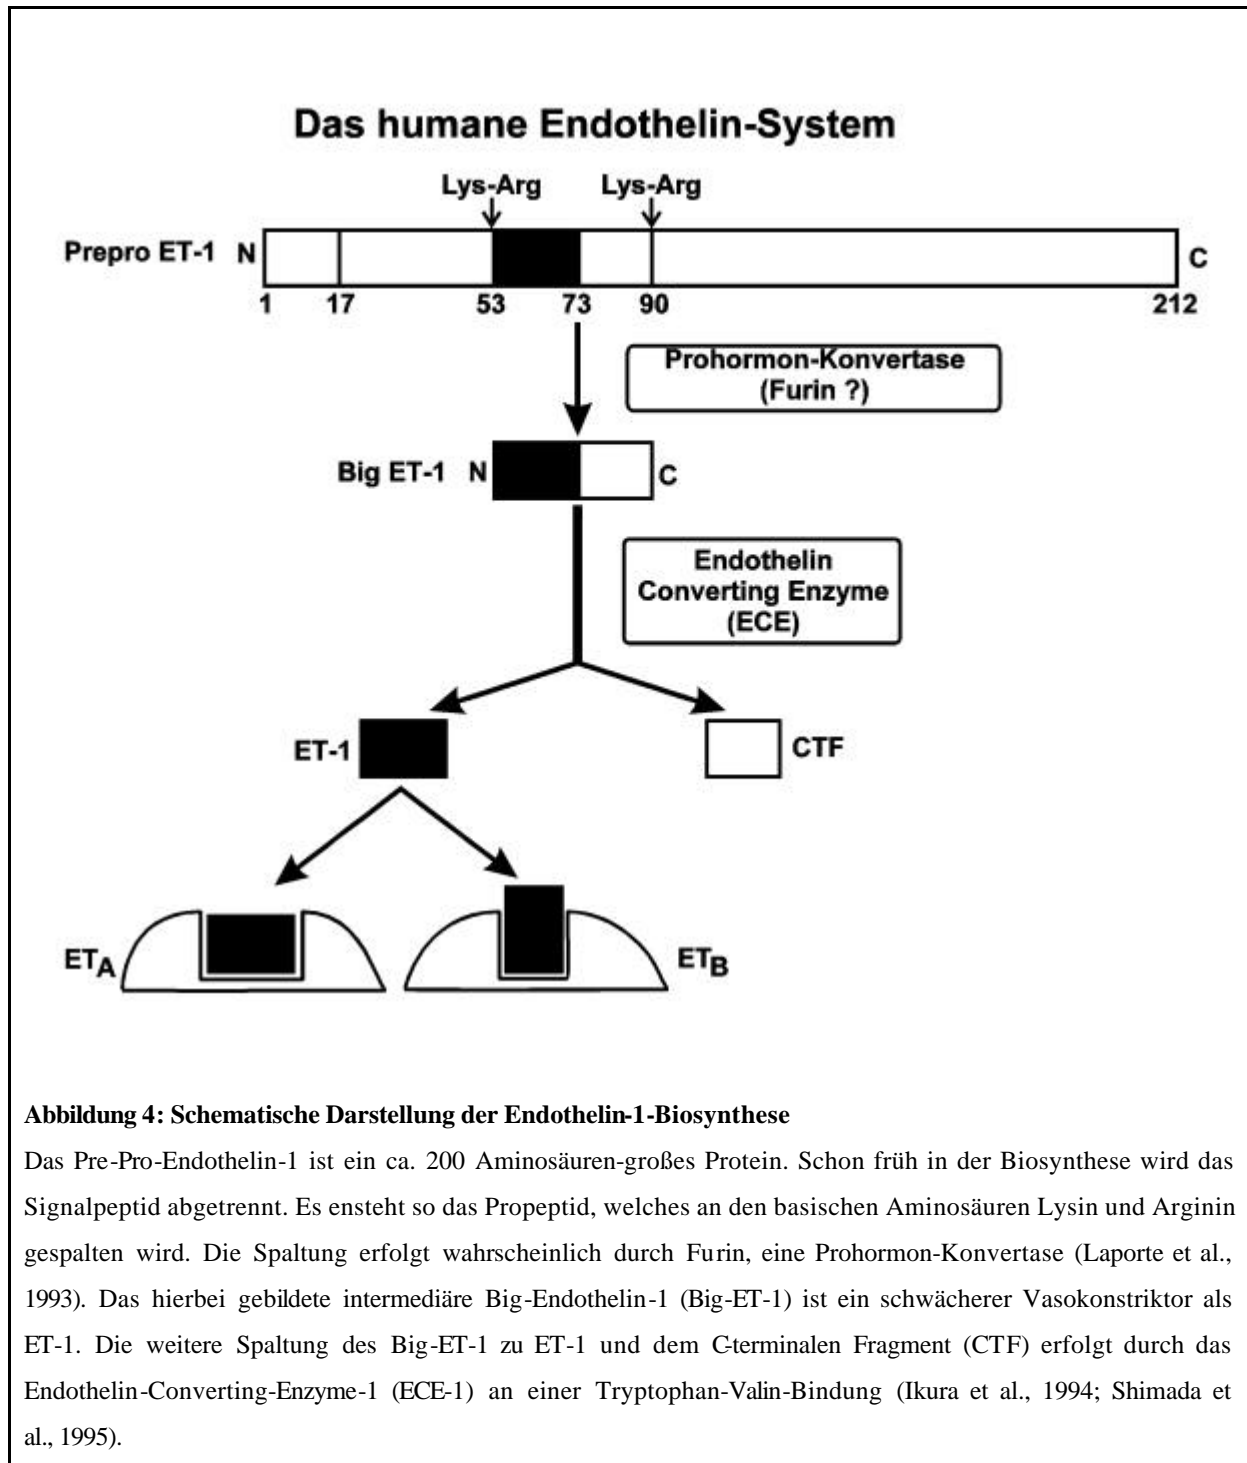 Das humane Endothelin-System
Lys-Arg Lys-Arg
Prepro ET-1 N C
1 17 53 73 90 212
Prohormon-Konvertase
(Furin ?)
Big ET-1 N C
Endothelin
Converting Enzyme
(ECE)
ET-1 CTF
ETA ETB
Abbildung 4: Schematische Darstellung der Endothelin-1-Biosynthese
Das Pre-Pro-Endothelin-1 ist ein ca. 200 Aminosäuren-großes Protein. Schon früh in der Biosynthese wird das
Signalpeptid abgetrennt. Es ensteht so das Propeptid, welches an den basischen Aminosäuren Lysin und Arginin
gespalten wird. Die Spaltung erfolgt wahrscheinlich durch Furin, eine Prohormon-Konvertase (Laporte et al.,
1993). Das hierbei gebildete intermediäre Big-Endothelin-1 (Big-ET-1) ist ein schwächerer Vasokonstriktor als
ET-1. Die weitere Spaltung des Big-ET-1 zu ET-1 und dem C-terminalen Fragment (CTF) erfolgt durch das
Endothelin-Converting-Enzyme-1 (ECE-1) an einer Tryptophan-Valin-Bindung (Ikura et al., 1994; Shimada et
al., 1995).